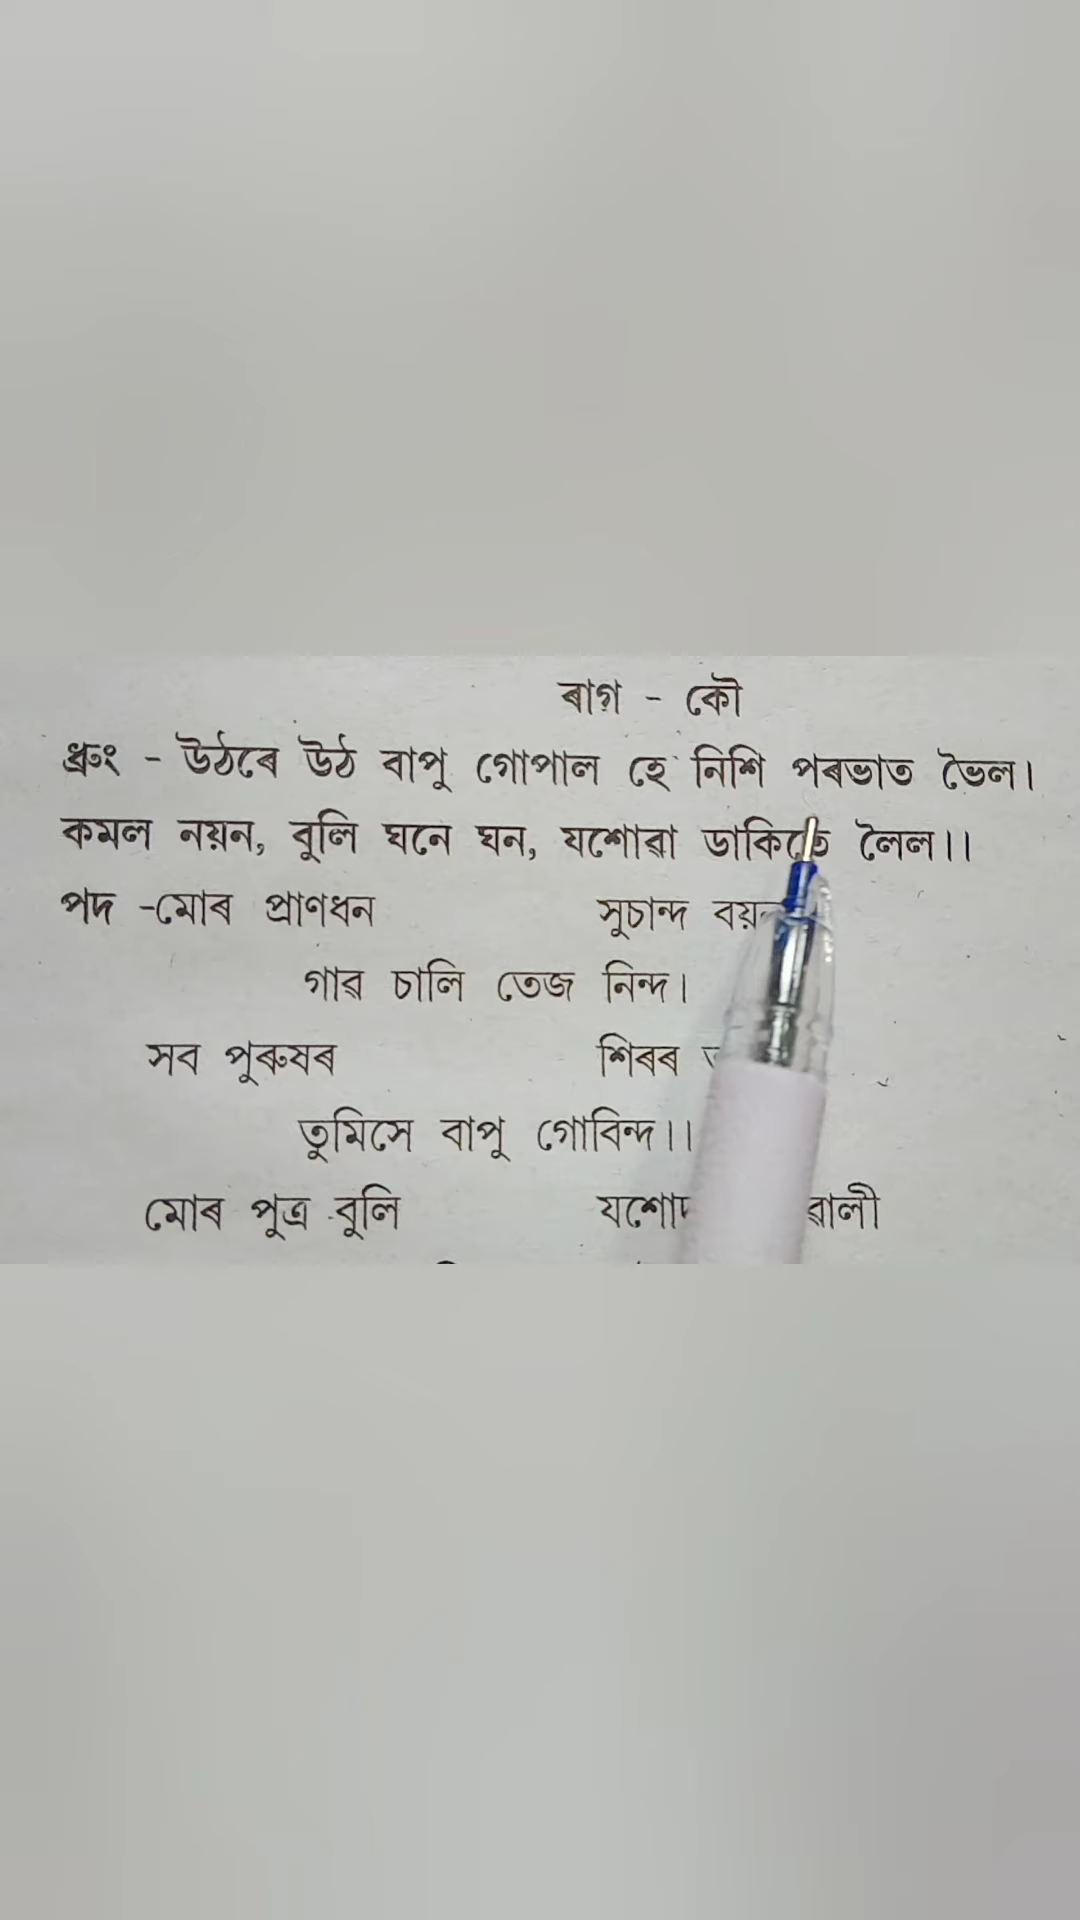 ৰাগ - কৌ
ধ্ৰুং - উঠৰে উঠ বাপু গোপাল হে নিশি পৰভাত ভৈল।
কমল নয়ন, বুলি ঘনে ঘন, যশোৱা ডাকিতে লৈল।।
পদ -মোৰ প্ৰাণধন সুচান্দ
গাৱ চালি তেজ নিন্দ।
সব পুৰুষৰ শিৰৰ
তুমিসে বাপু গোবিন্দ।।
মোৰ পুত্ৰ বুলি